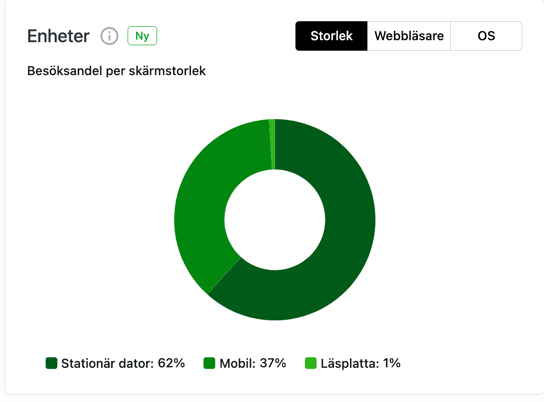 Enheter Ny
Storlek Webbläsare OS
Besöksandel per skärmstorlek
Stationär dator: 62% Mobil: 37% Läsplatta: 1%